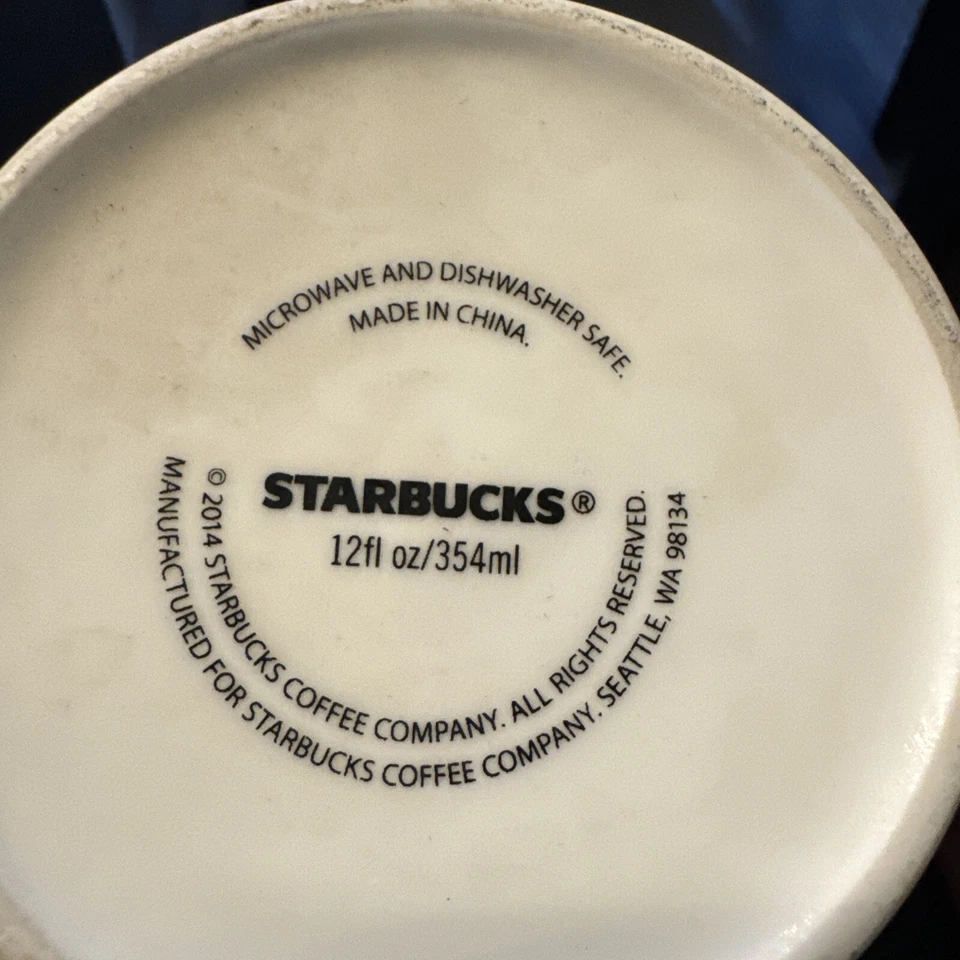 MICROWAVE AND DISHWASHER SAFE.
MADE IN CHINA.
STARBUCKS®
12fl oz/354ml
© 2014 STARBUCKS COFFEE COMPANY. ALL RIGHTS RESERVED.
MANUFACTURED FOR STARBUCKS COFFEE COMPANY. SEATTLE, WA 98134